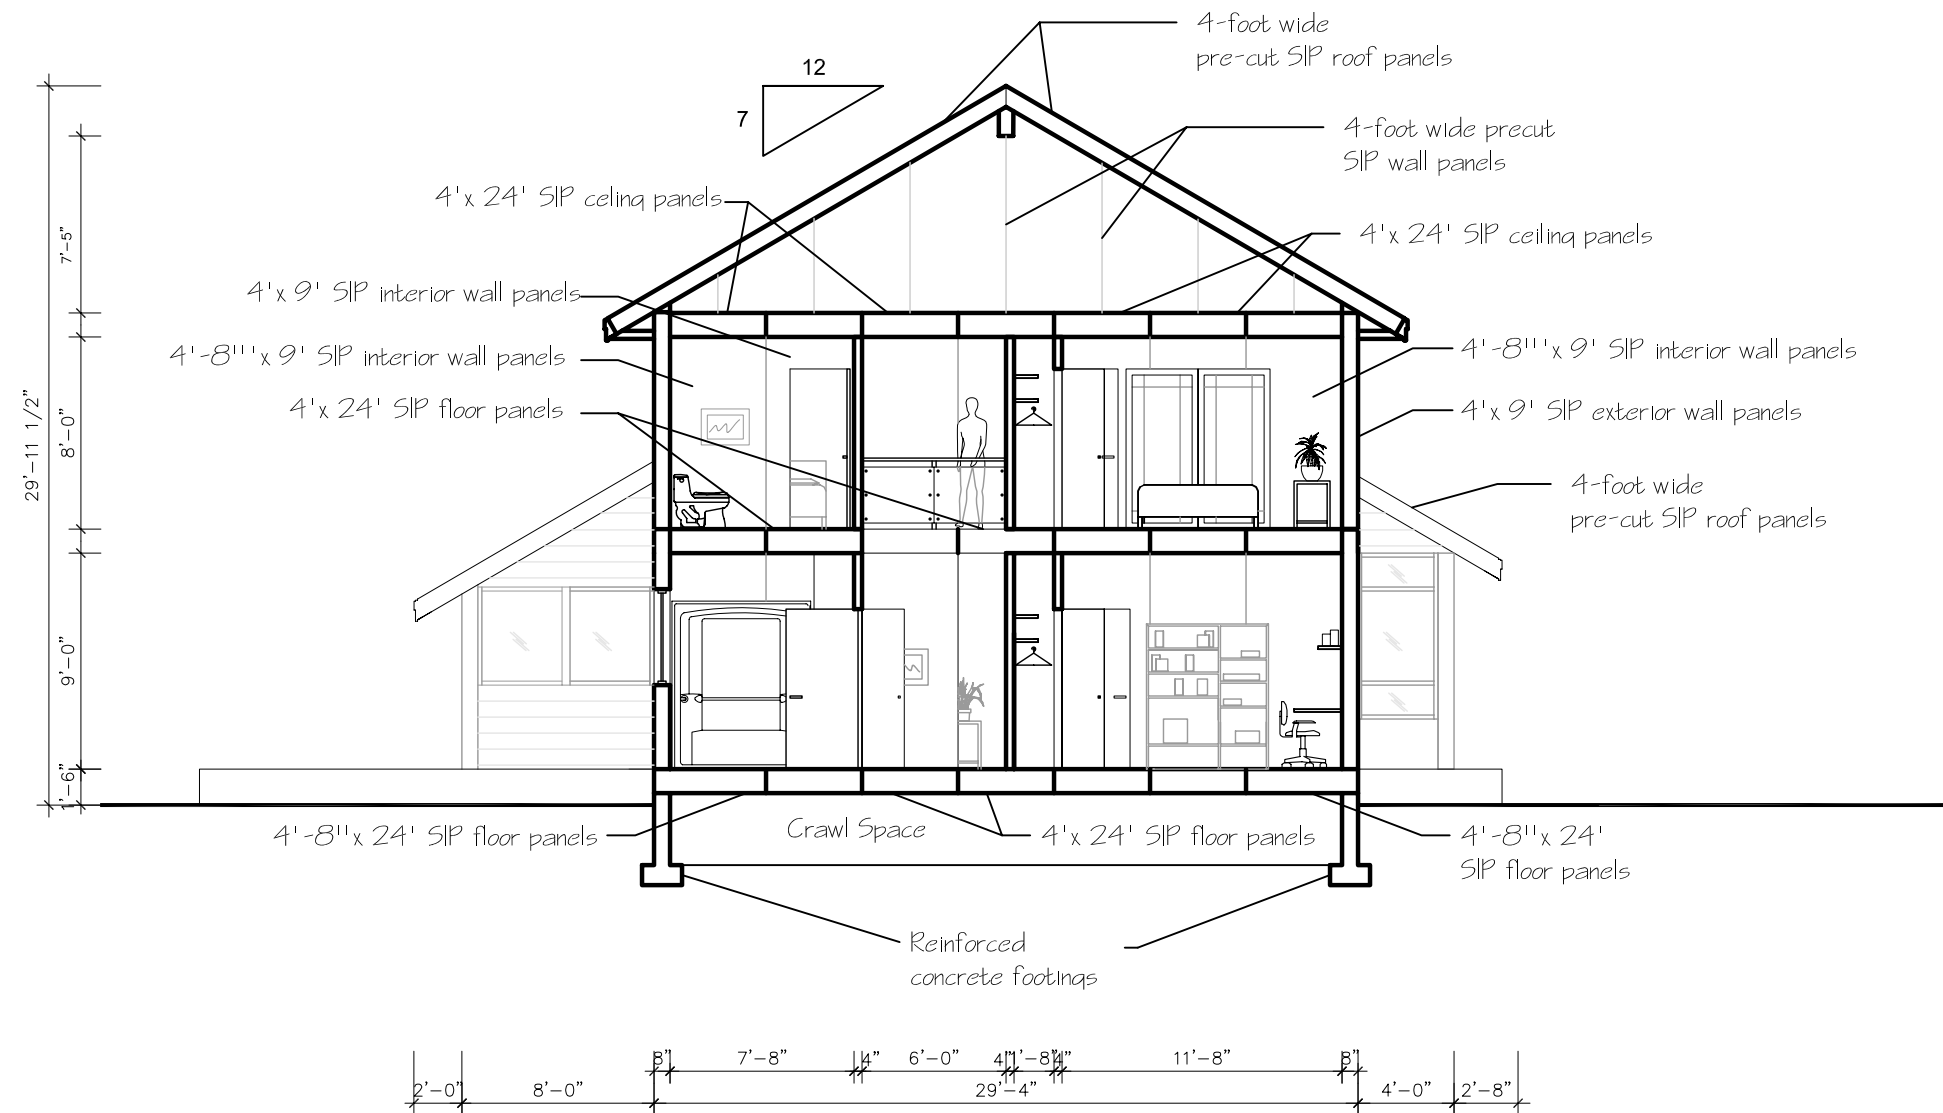 4-foot wide
pre-cut SIP roof panels
12
7
4-foot wide precut
SIP wall panels
4'x 24' SIP celing panels
4'x 24' SIP ceiling panels
7'-5"
4'x 9' SIP interior wall panels
4'-8'''x 9' SIP interior wall panels
4'-8'''x 9' SIP interior wall panels
4'x 24' SIP floor panels
4'x 9' SIP exterior wall panels
29'-11 1/2"
8'-0"
4-foot wide
pre-cut SIP roof panels
9'-0"
1'-6"
4'-8''x 24' SIP floor panels
Crawl Space
4'x 24' SIP floor panels
4'-8''x 24'
SIP floor panels
Reinforced
concrete footings
8" 7'-8" 4" 6'-0" 4" 1'-8" 4" 11'-8" 8"
2'-0" 8'-0" 29'-4" 4'-0" 2'-8"